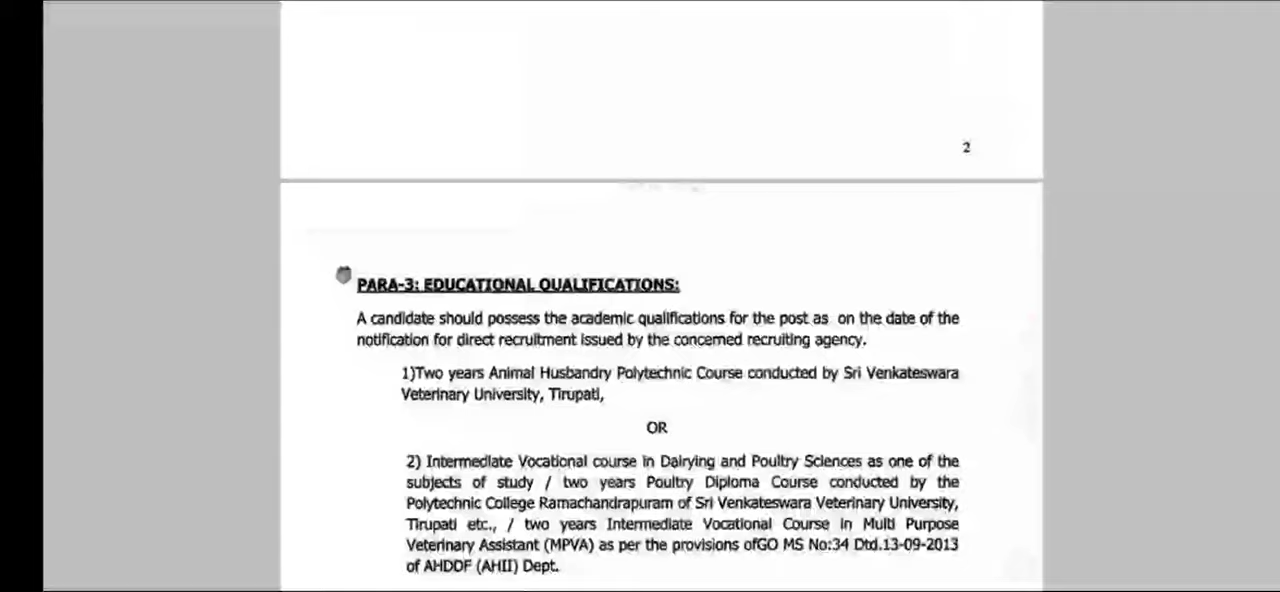 2
PARA-3: EDUCATIONAL QUALIFICATIONS:
A candidate should possess the academic qualifications for the post as on the date of the
notification for direct recruitment issued by the concerned recruiting agency.
1)Two years Animal Husbandry Polytechnic Course conducted by Sri Venkateswara
Veterinary University, Tirupati,
OR
2) Intermediate Vocational course in Dairying and Poultry Sciences as one of the
subjects of study / two years Poultry Diploma Course conducted by the
Polytechnic College Ramachandrapuram of Sri Venkateswara Veterinary University,
Tirupati etc., / two years Intermediate Vocational Course in Multi Purpose
Veterinary Assistant (MPVA) as per the provisions ofGO MS No:34 Dtd.13-09-2013
of AHDDF (AHII) Dept.